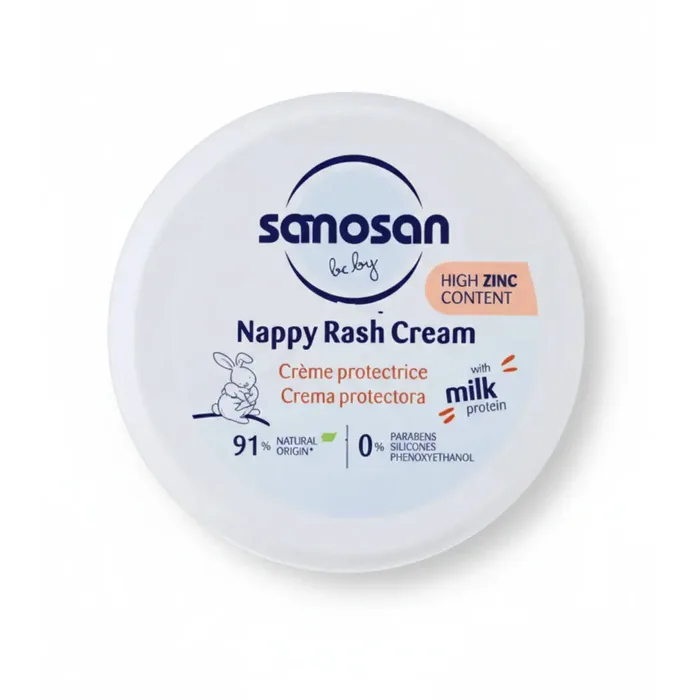 sanosan
baby
HIGH ZINC
CONTENT
Nappy Rash Cream
Crème protectrice
Crema protectora
with
milk
protein
91% NATURAL
ORIGIN*
0% PARABENS
SILICONES
PHENOXYETHANOL